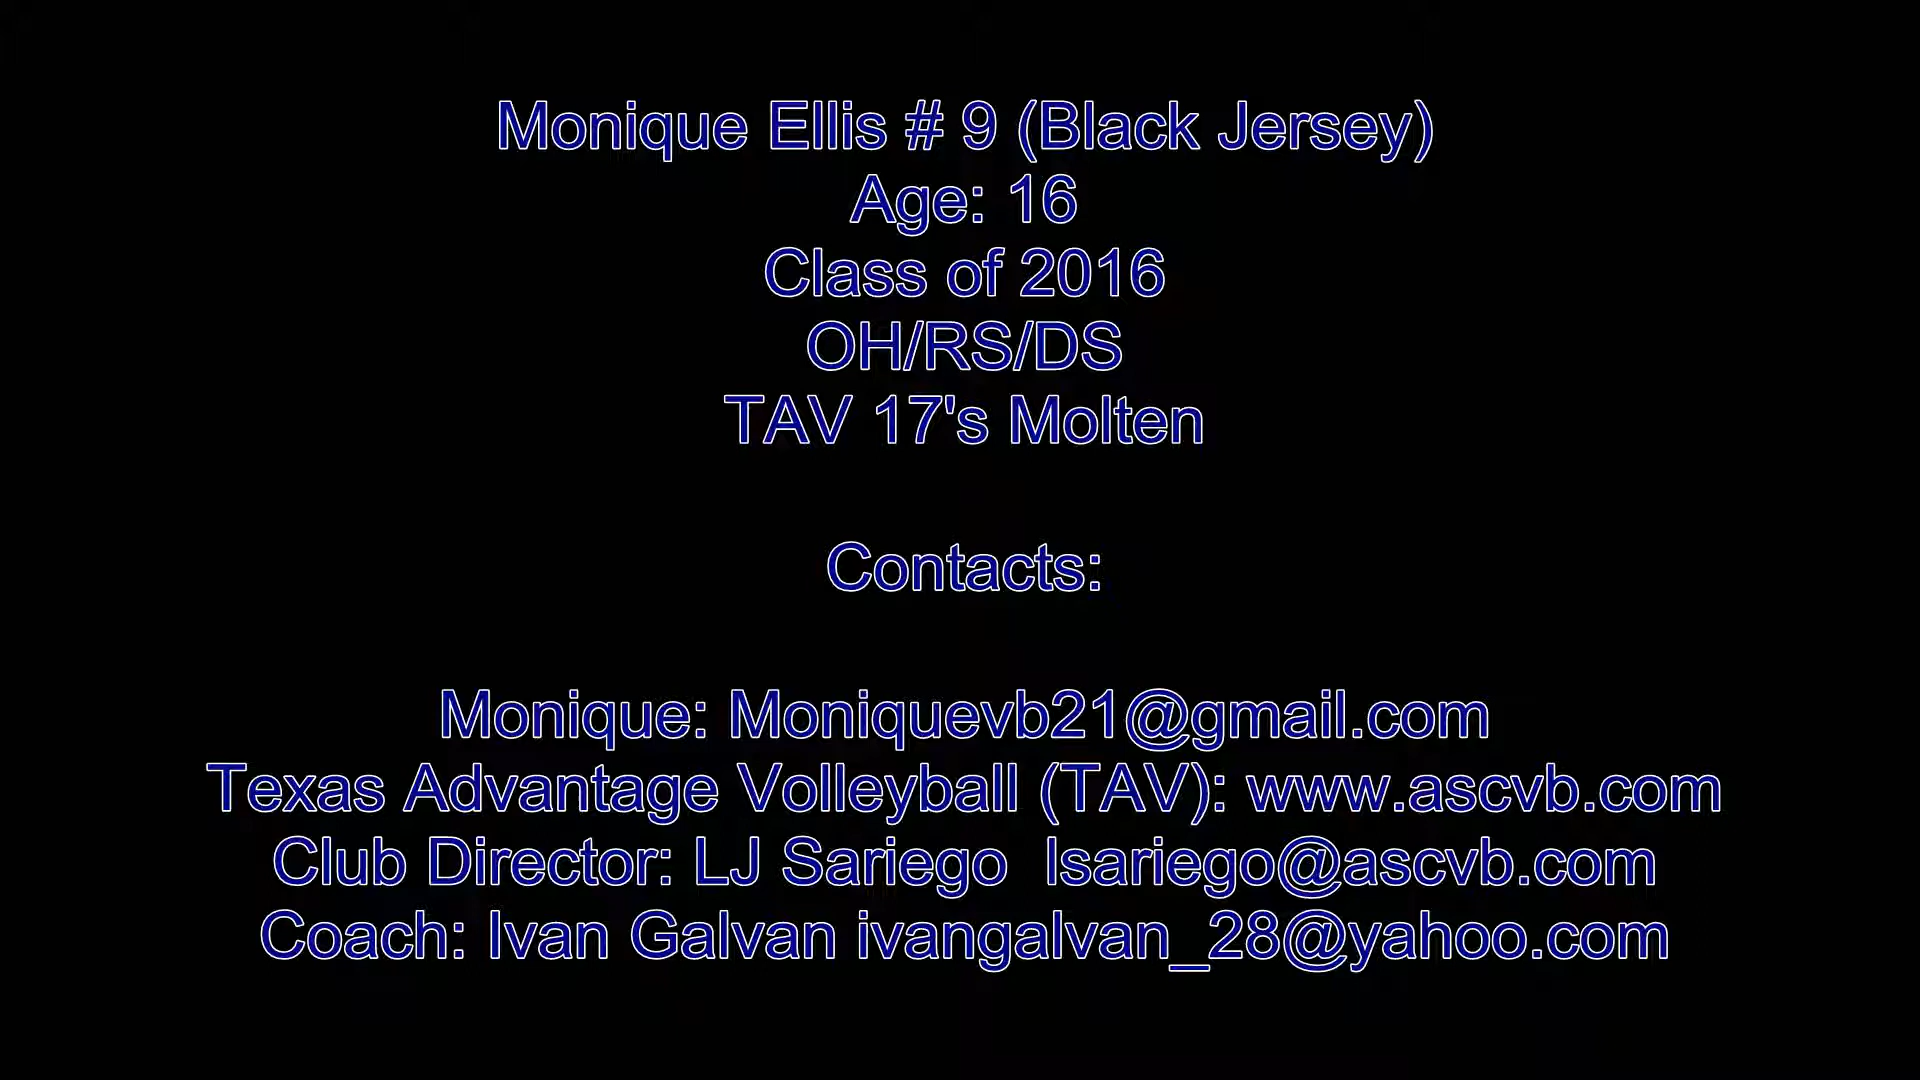 Monique Ellis # 9 (Black Jersey)
Age: 16
Class of 2016
OH/RS/DS
TAV 17's Molten
Contacts:
Monique: Moniquevb21@gmail.com
Texas Advantage Volleyball (TAV): www.ascvb.com
Club Director: LJ Sariego  lsariego@ascvb.com
Coach: Ivan Galvan ivangalvan_28@yahoo.com